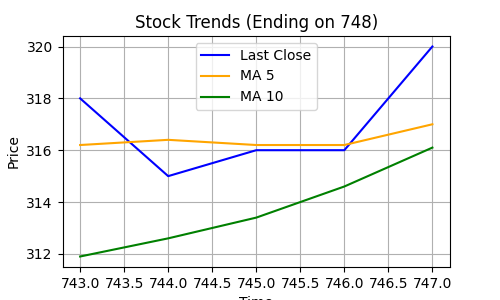 Stock Trends (Ending on 748)
Last Close
MA 5
MA 10
Price
320
318
316
314
312
743.0 743.5 744.0 744.5 745.0 745.5 746.0 746.5 747.0
Time